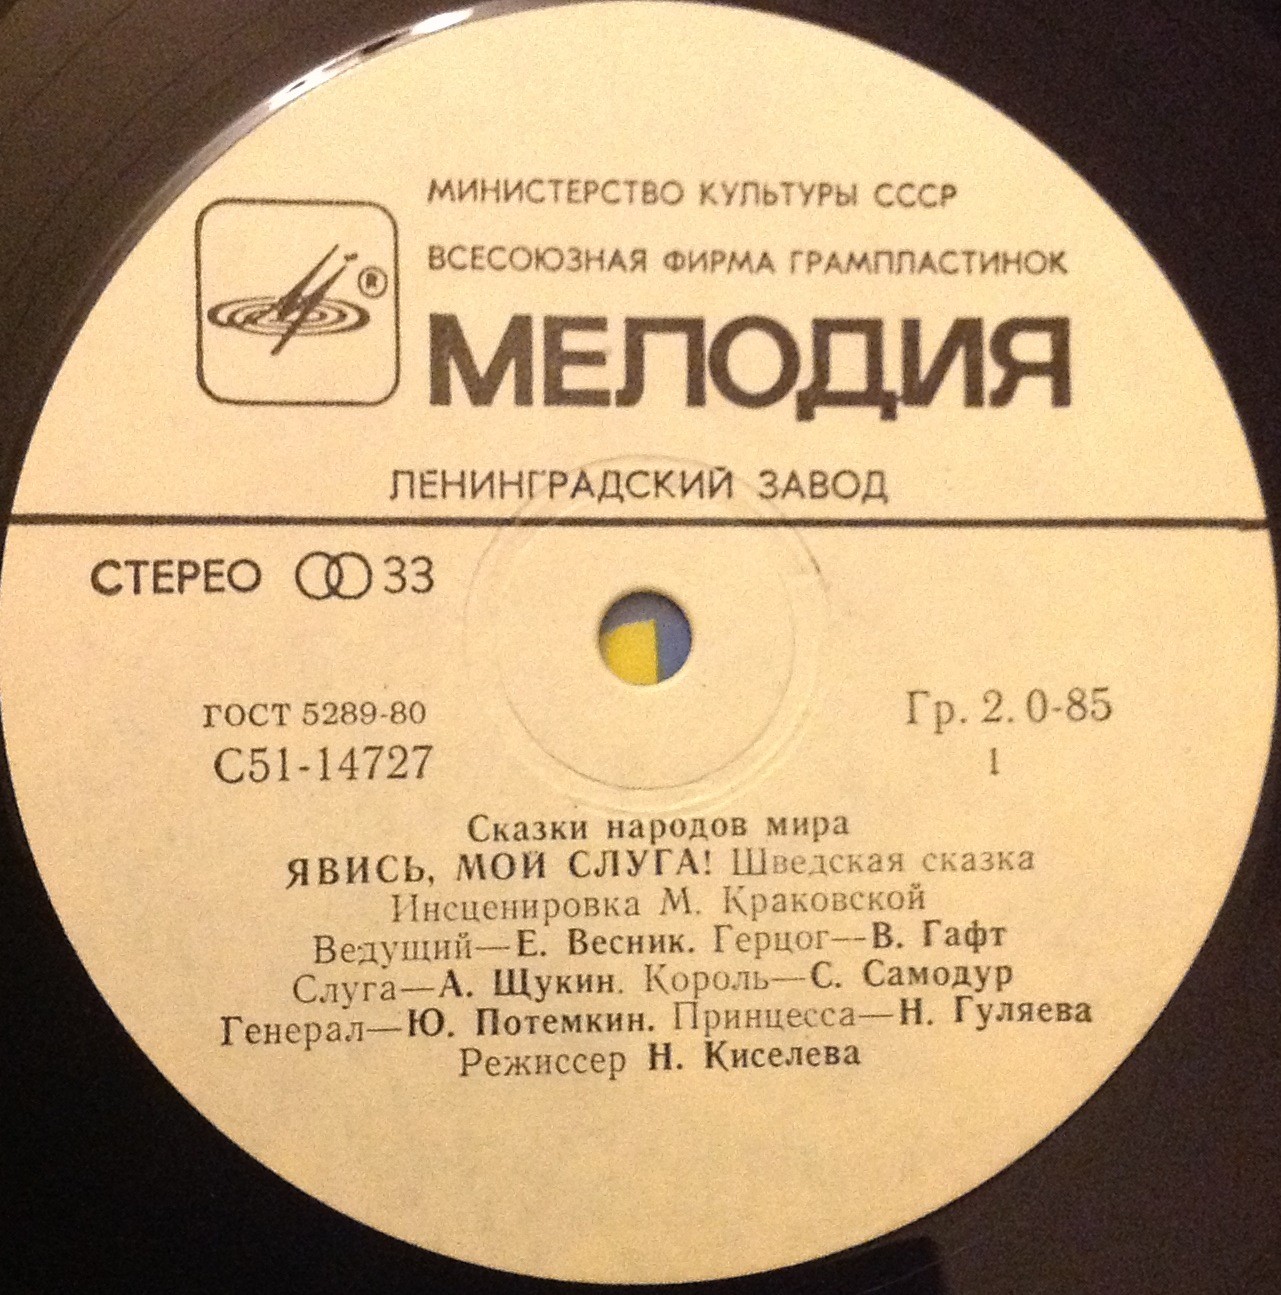 МИНИСТЕРСТВО КУЛЬТУРЫ СССР
ВСЕСОЮЗНАЯ ФИРМА ГРАМПЛАСТИНОК
®
МЕЛОДИЯ
ЛЕНИНГРАДСКИЙ ЗАВОД
СТЕРЕО 33
ГОСТ 5289-80
Гр. 2. 0-85
С51-14727
1
Сказки народов мира
ЯВИСЬ, МОЙ СЛУГА! Шведская сказка
Инсценировка М. Краковской
Ведущий—Е. Весник. Герцог—В. Гафт
Слуга—А. Щукин. Король—С. Самодур
Генерал—Ю. Потемкин. Принцесса—Н. Гуляева
Режиссер Н. Киселева